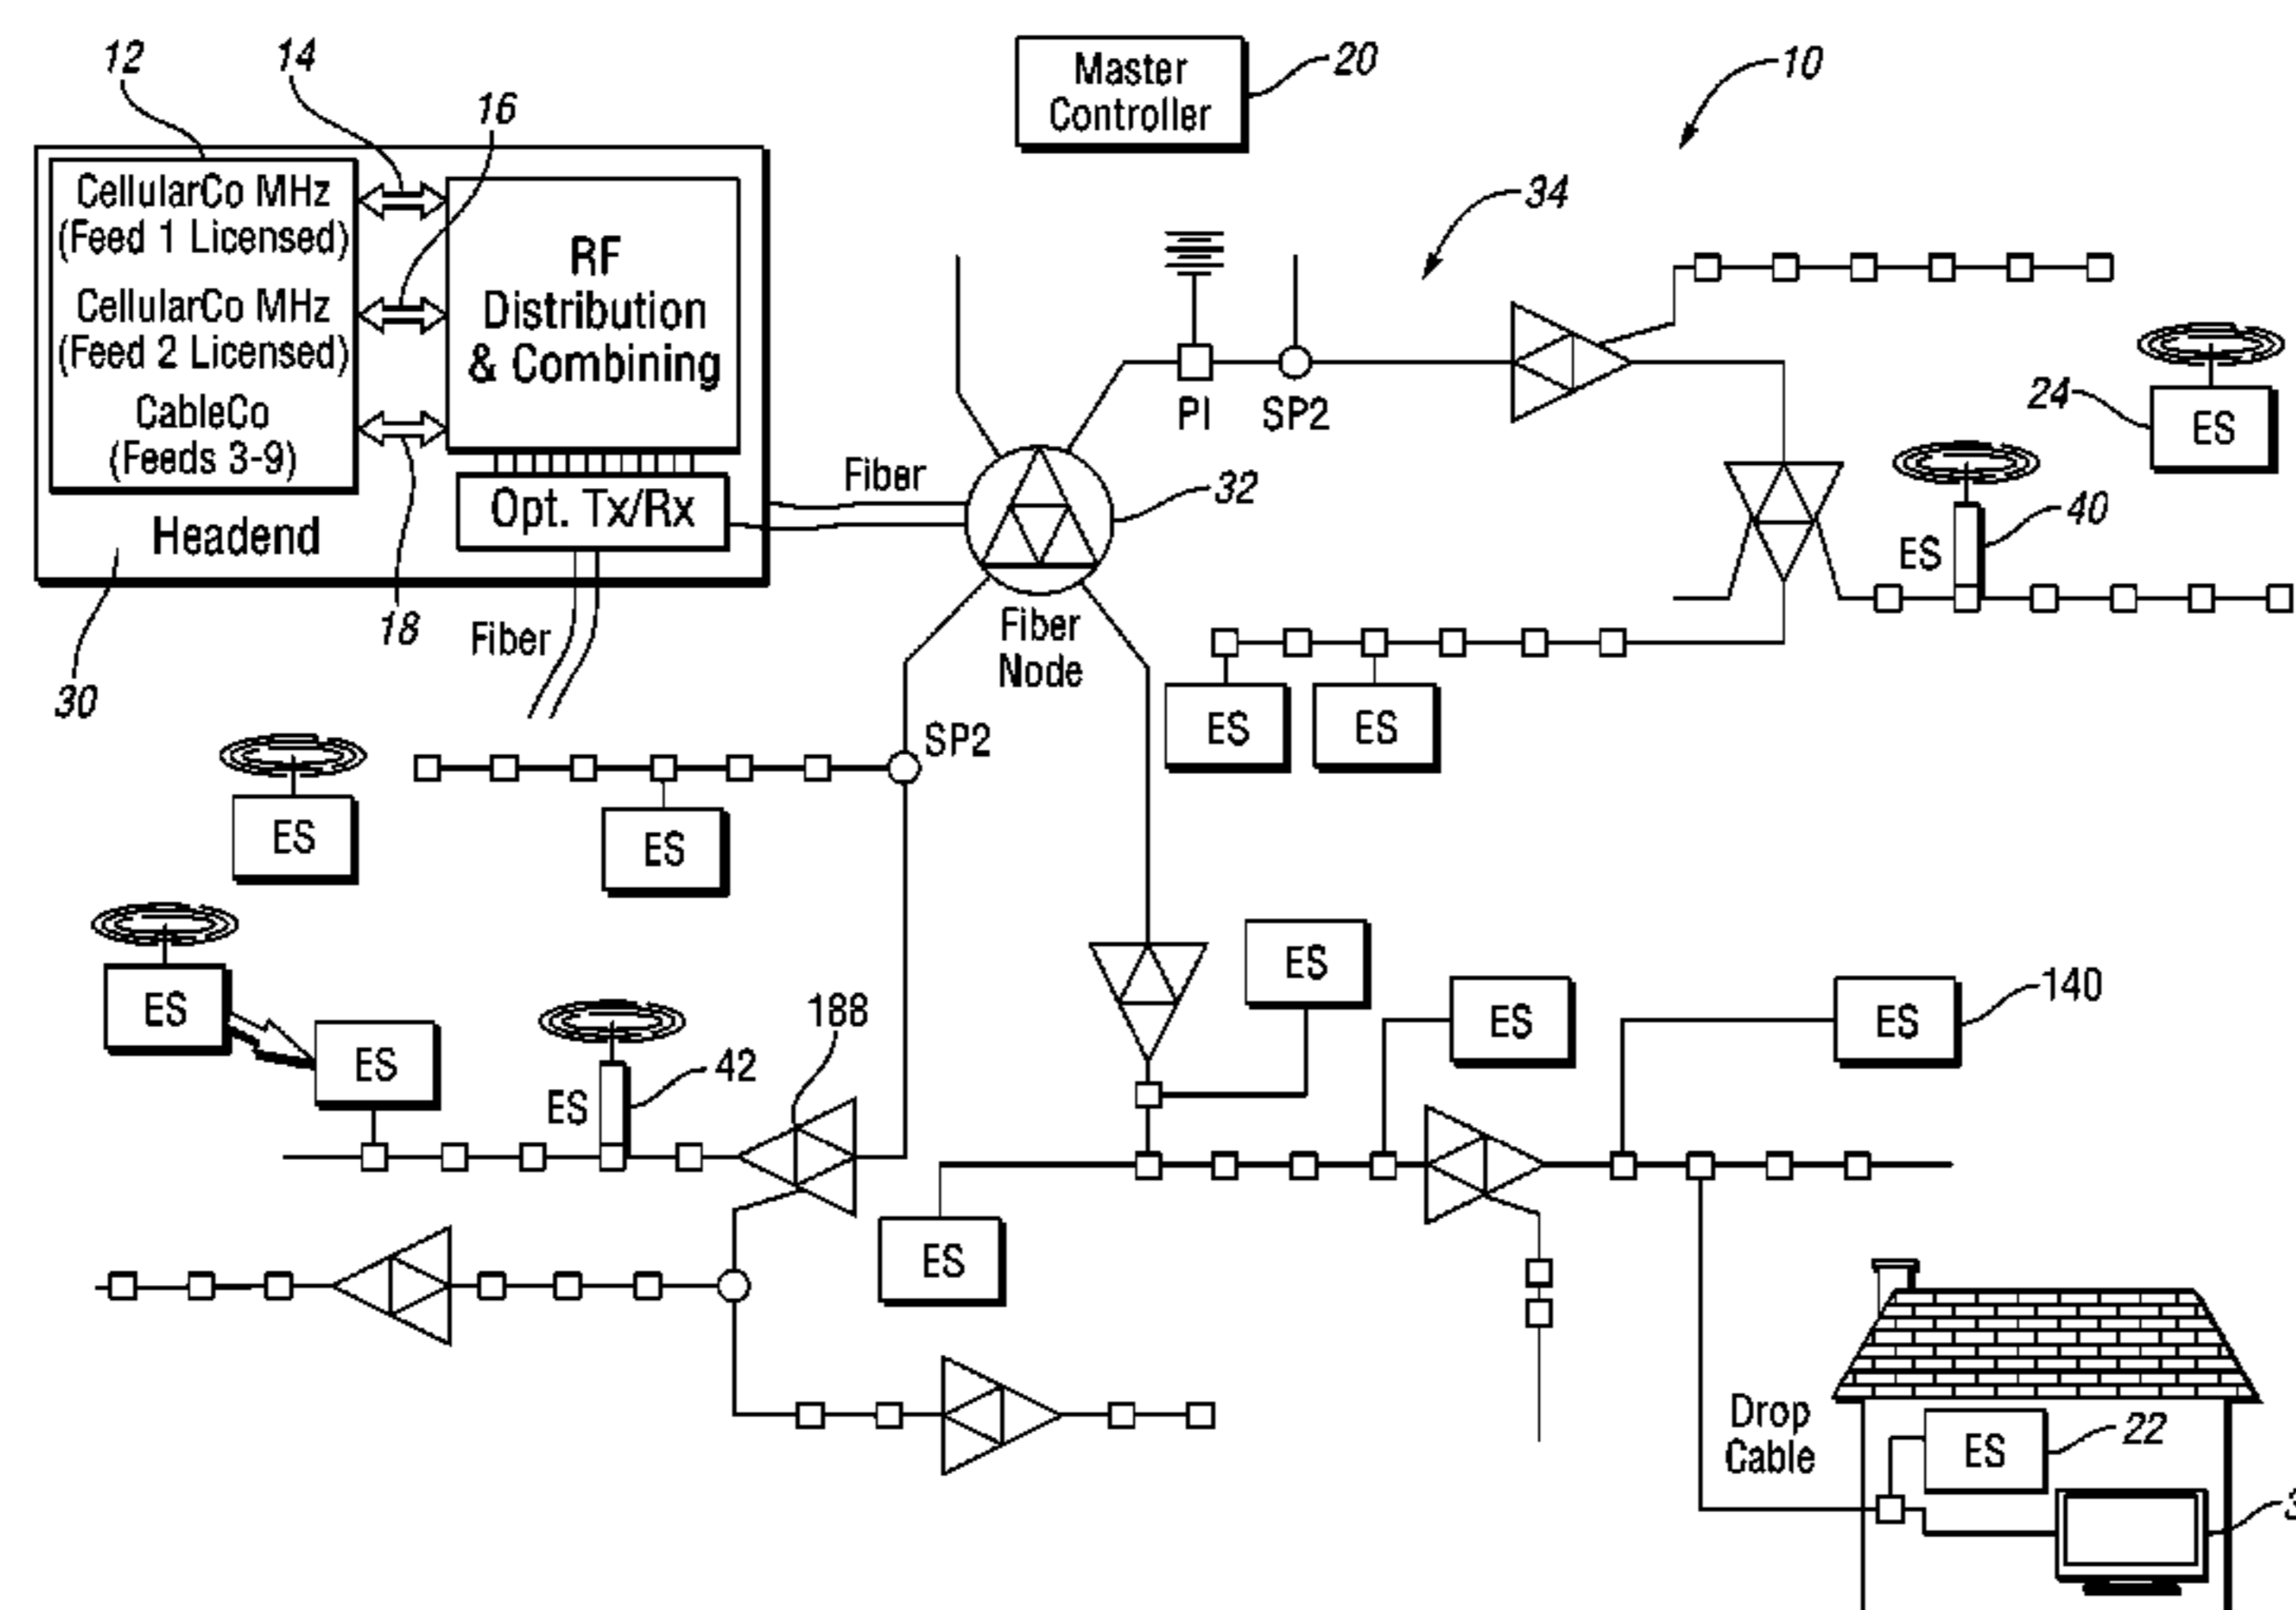 12
14
16
Master
Controller
20
10
CellularCo MHz
(Feed 1 Licensed)
CellularCo MHz
(Feed 2 Licensed)
CableCo
(Feeds 3-9)
RF
Distribution
& Combining
34
PI
SP2
24
ES
Fiber
32
Opt. Tx/Rx
Headend
ES
40
18
Fiber
Fiber
Node
30
ES
ES
SP2
ES
ES
ES
ES
ES
42
188
ES
ES
ES
140
ES
Drop
Cable
ES
22